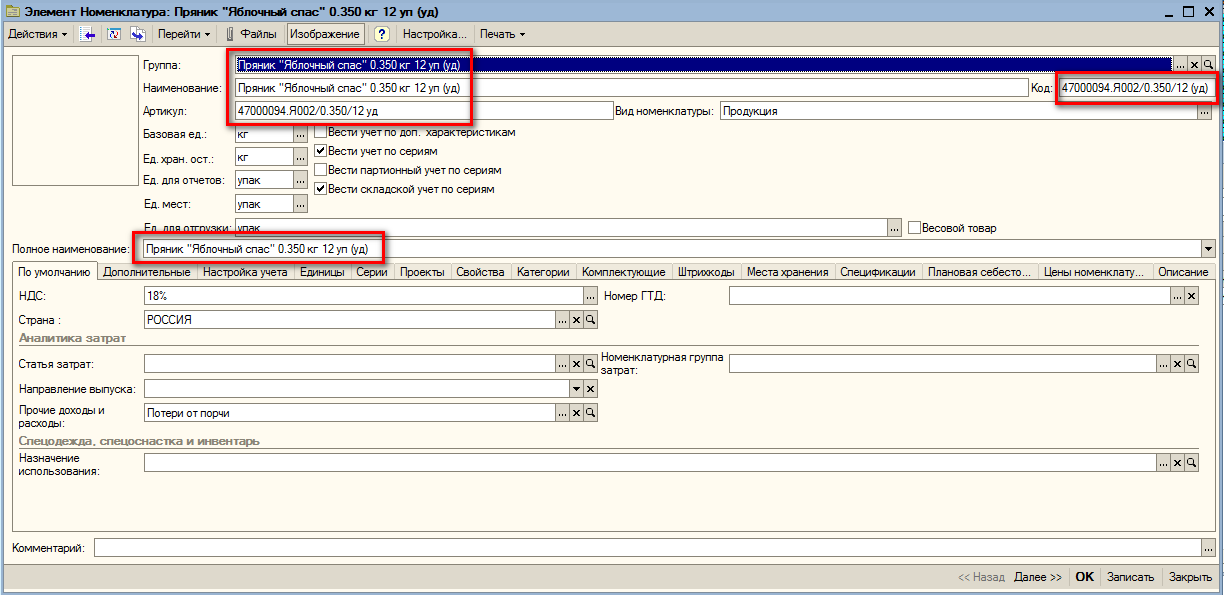 Элемент Номенклатура: Пряник "Яблочный спас" 0.350 кг 12 уп (уд)
Действия Перейти Файлы Изображение ? Настройка... Печать
Группа: Пряник "Яблочный спас" 0.350 кг 12 уп (уд) ...
Наименование: Пряник "Яблочный спас" 0.350 кг 12 уп (уд) Код: 47000094.Я002/0.350/12 (уд)
Артикул: 47000094.Я002/0.350/12 уд Вид номенклатуры: Продукция ...
Базовая ед.: кг ... Вести учет по доп. характеристикам
Вести учет по сериям
Ед. хран. ост.: кг ...
Вести партионный учет по сериям
Ед. для отчетов: упак ...
Вести складской учет по сериям
Ед. мест: упак ...
Ед. для отгрузки: упак ... Весовой товар
Полное наименование: Пряник "Яблочный спас" 0.350 кг 12 уп (уд)
По умолчанию Дополнительные Настройка учета Единицы Серии Проекты Свойства Категории Комплектующие Штрихкоды Места хранения Спецификации Плановая себесто... Цены номенклату... Описание
НДС: 18% ... Номер ГТД: ...
Страна : РОССИЯ ...
Аналитика затрат
Статья затрат: ... Номенклатурная группа
затрат: ...
Направление выпуска:
Прочие доходы и
расходы: Потери от порчи ...
Спецодежда, спецоснастка и инвентарь
Назначение
использования: ...
Комментарий: ...
<< Назад Далее >> OK Записать Закрыть